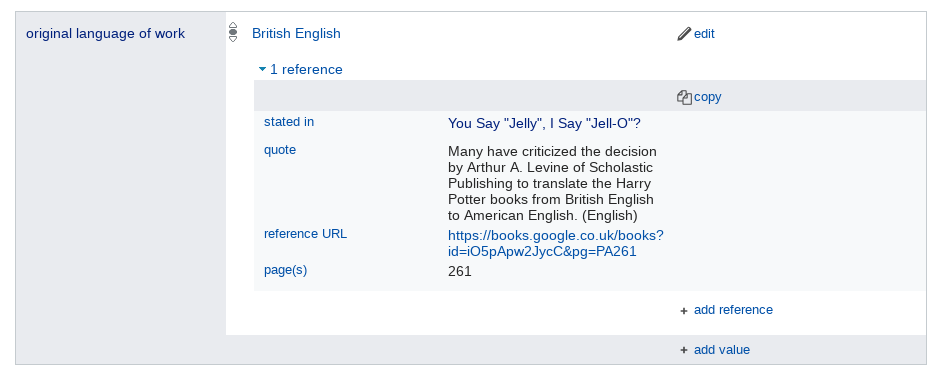 original language of work
British English
edit
1 reference
copy
stated in
You Say "Jelly", I Say "Jell-O"?
quote
Many have criticized the decision
by Arthur A. Levine of Scholastic
Publishing to translate the Harry
Potter books from British English
to American English. (English)
reference URL
https://books.google.co.uk/books?
id=iO5pApw2JycC&pg=PA261
page(s)
261
+ add reference
+ add value